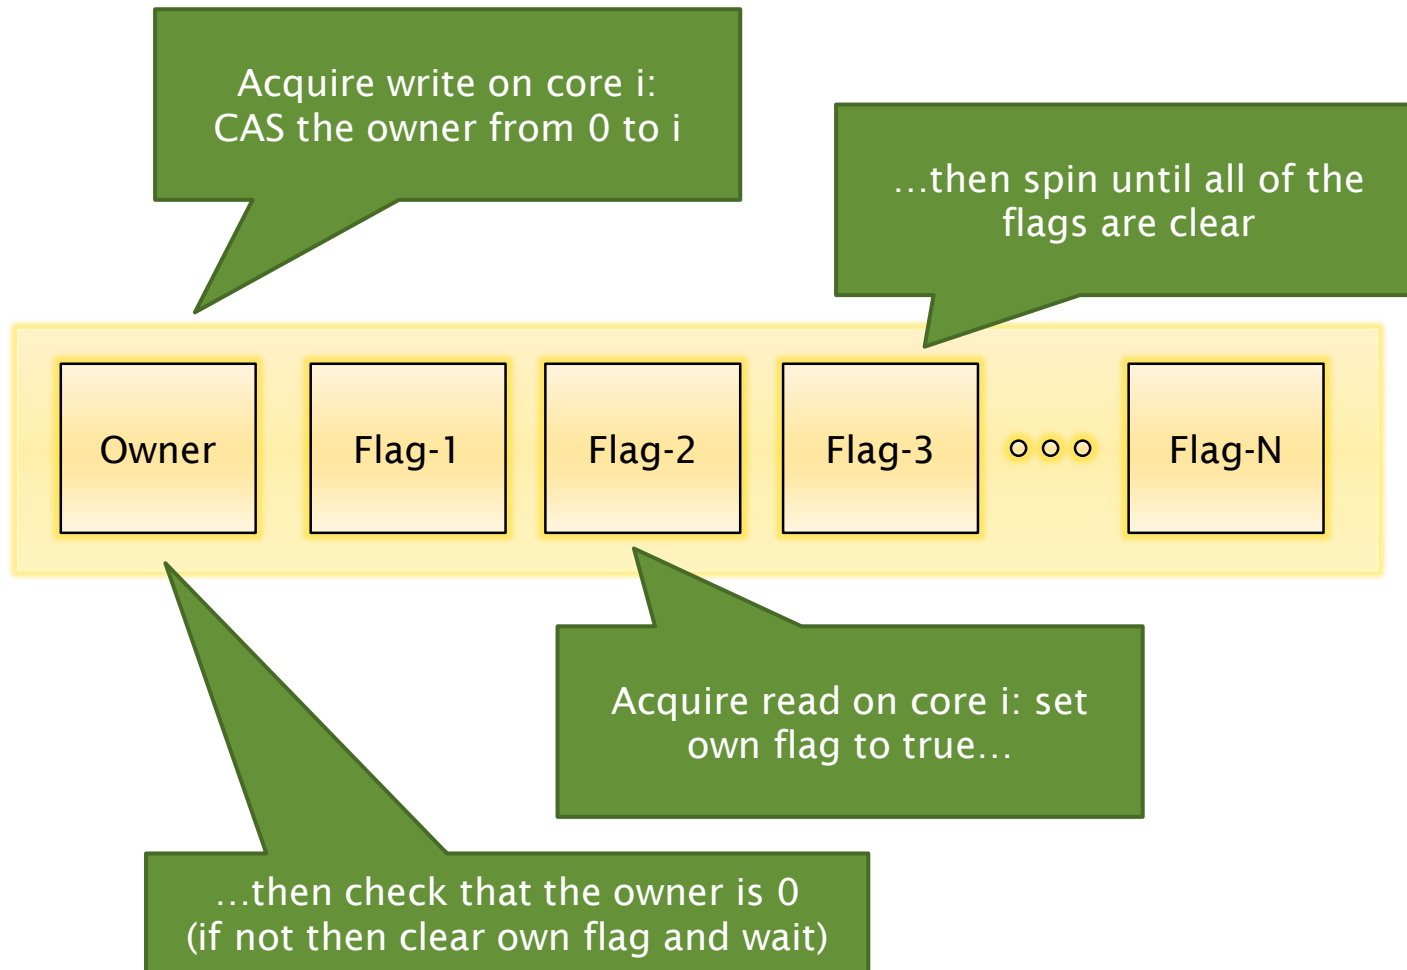 Acquire write on core i:
CAS the owner from 0 to i
…then spin until all of the
flags are clear
Owner
Flag-1
Flag-2
Flag-3
Flag-N
Acquire read on core i: set
own flag to true…
…then check that the owner is 0
(if not then clear own flag and wait)